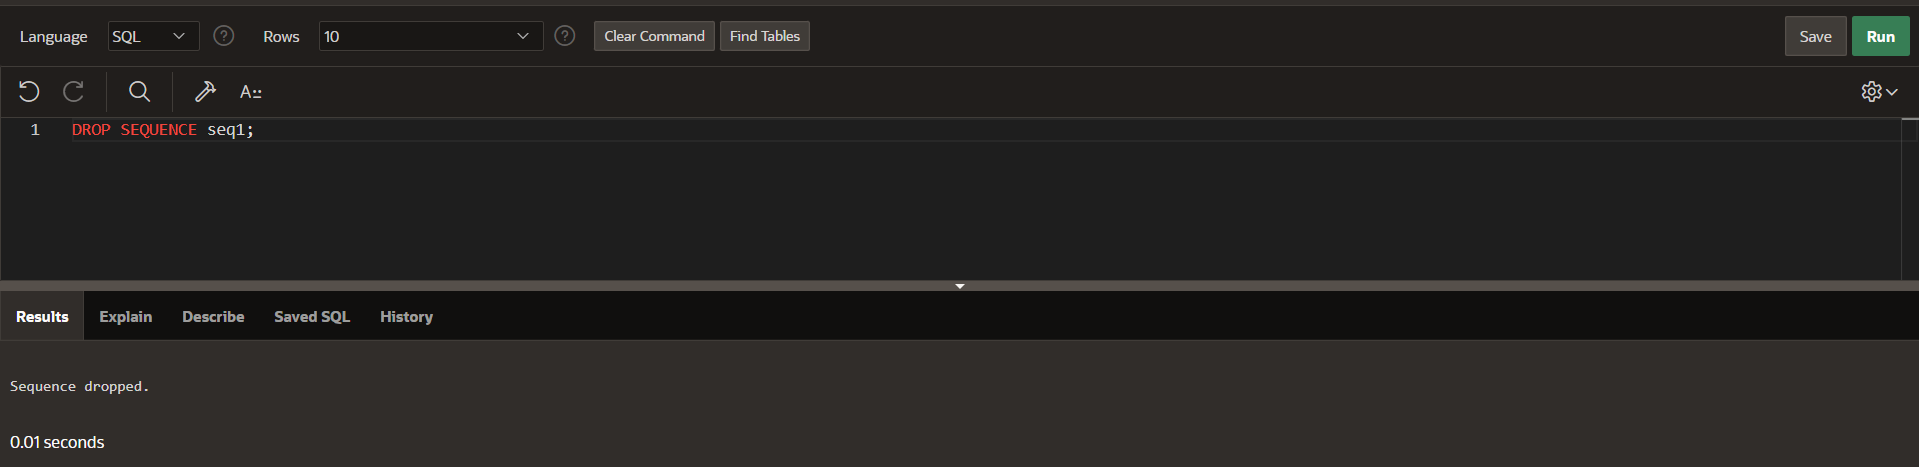 Language SQL ? Rows 10 ? Clear Command Find Tables Save Run
A::
1 DROP SEQUENCE seq1;
Results Explain Describe Saved SQL History
Sequence dropped.
0.01 seconds